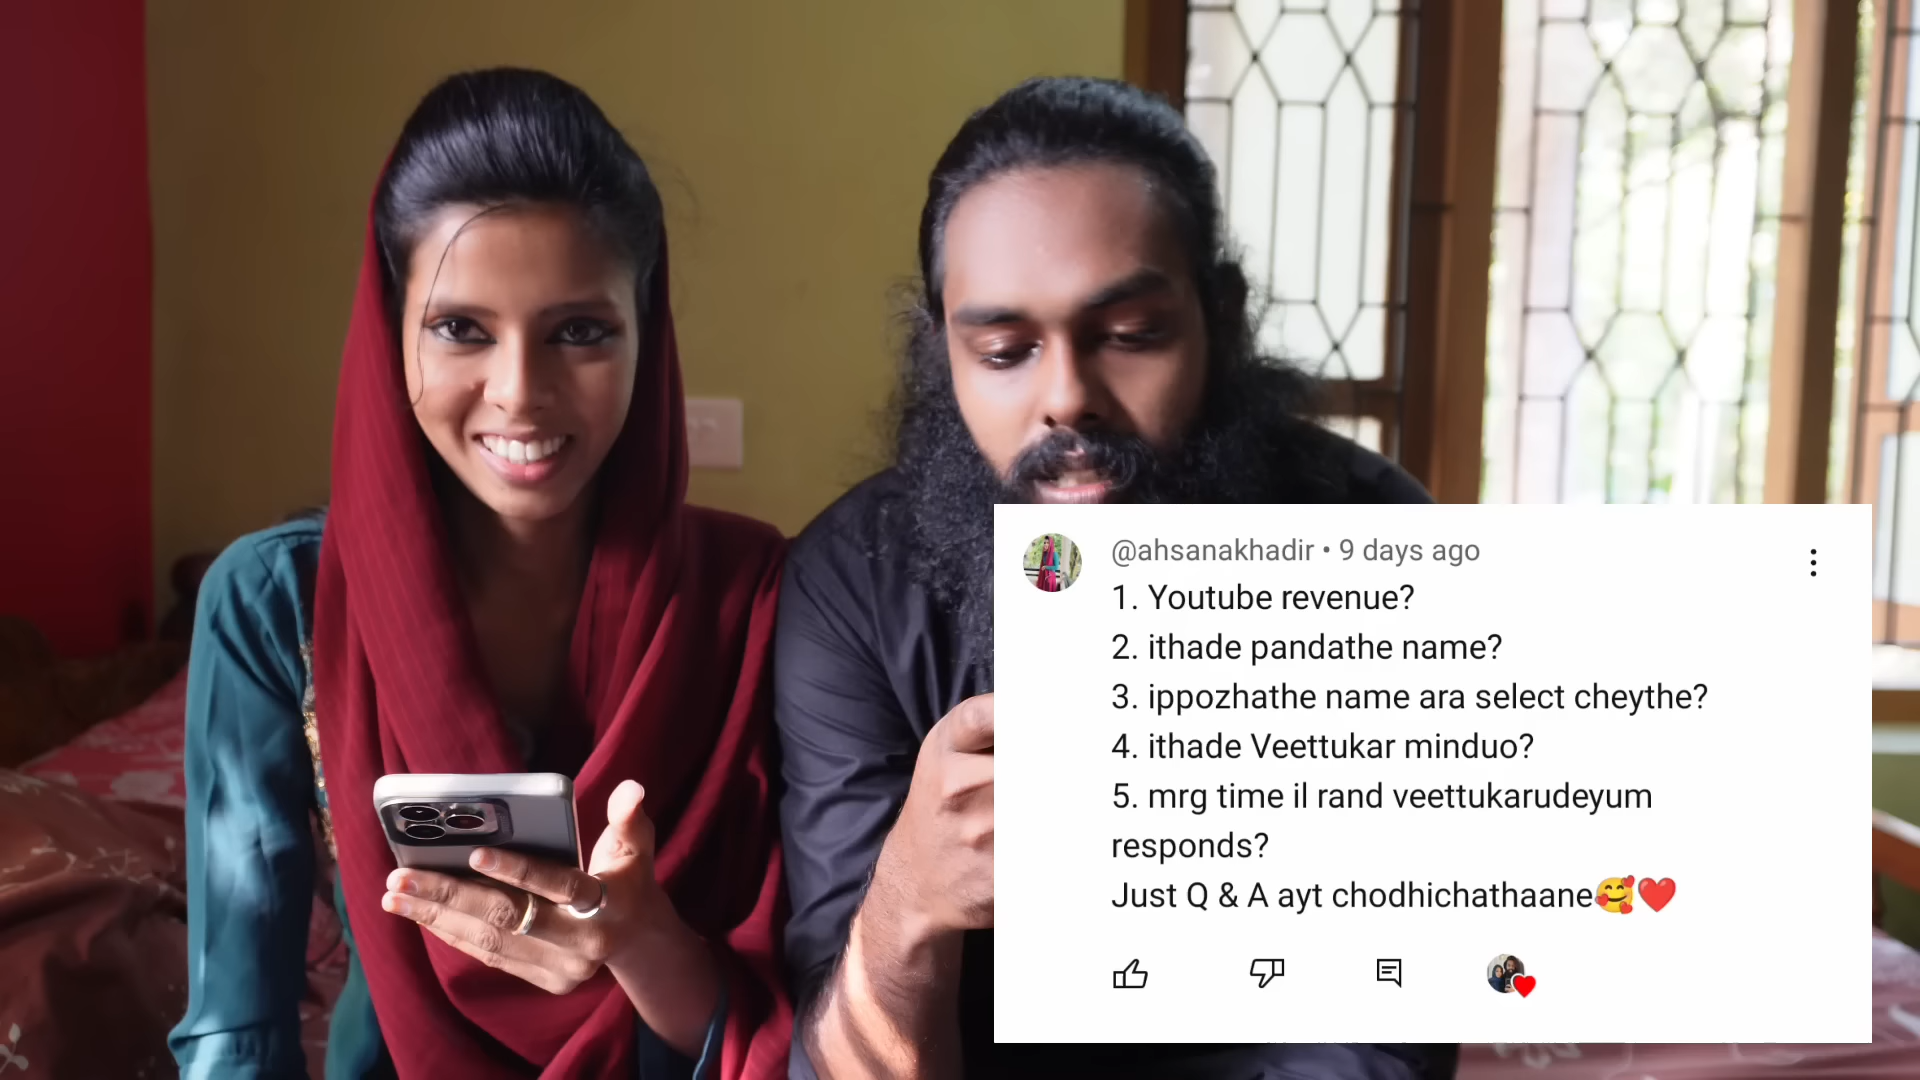 @ahsanakhadir • 9 days ago
1. Youtube revenue?
2. ithade pandathe name?
3. ippozhathe name ara select cheythe?
4. ithade Veettukar minduo?
5. mrg time il rand veettukarudeyum
responds?
Just Q & A ayt chodhichathaane🥰❤️